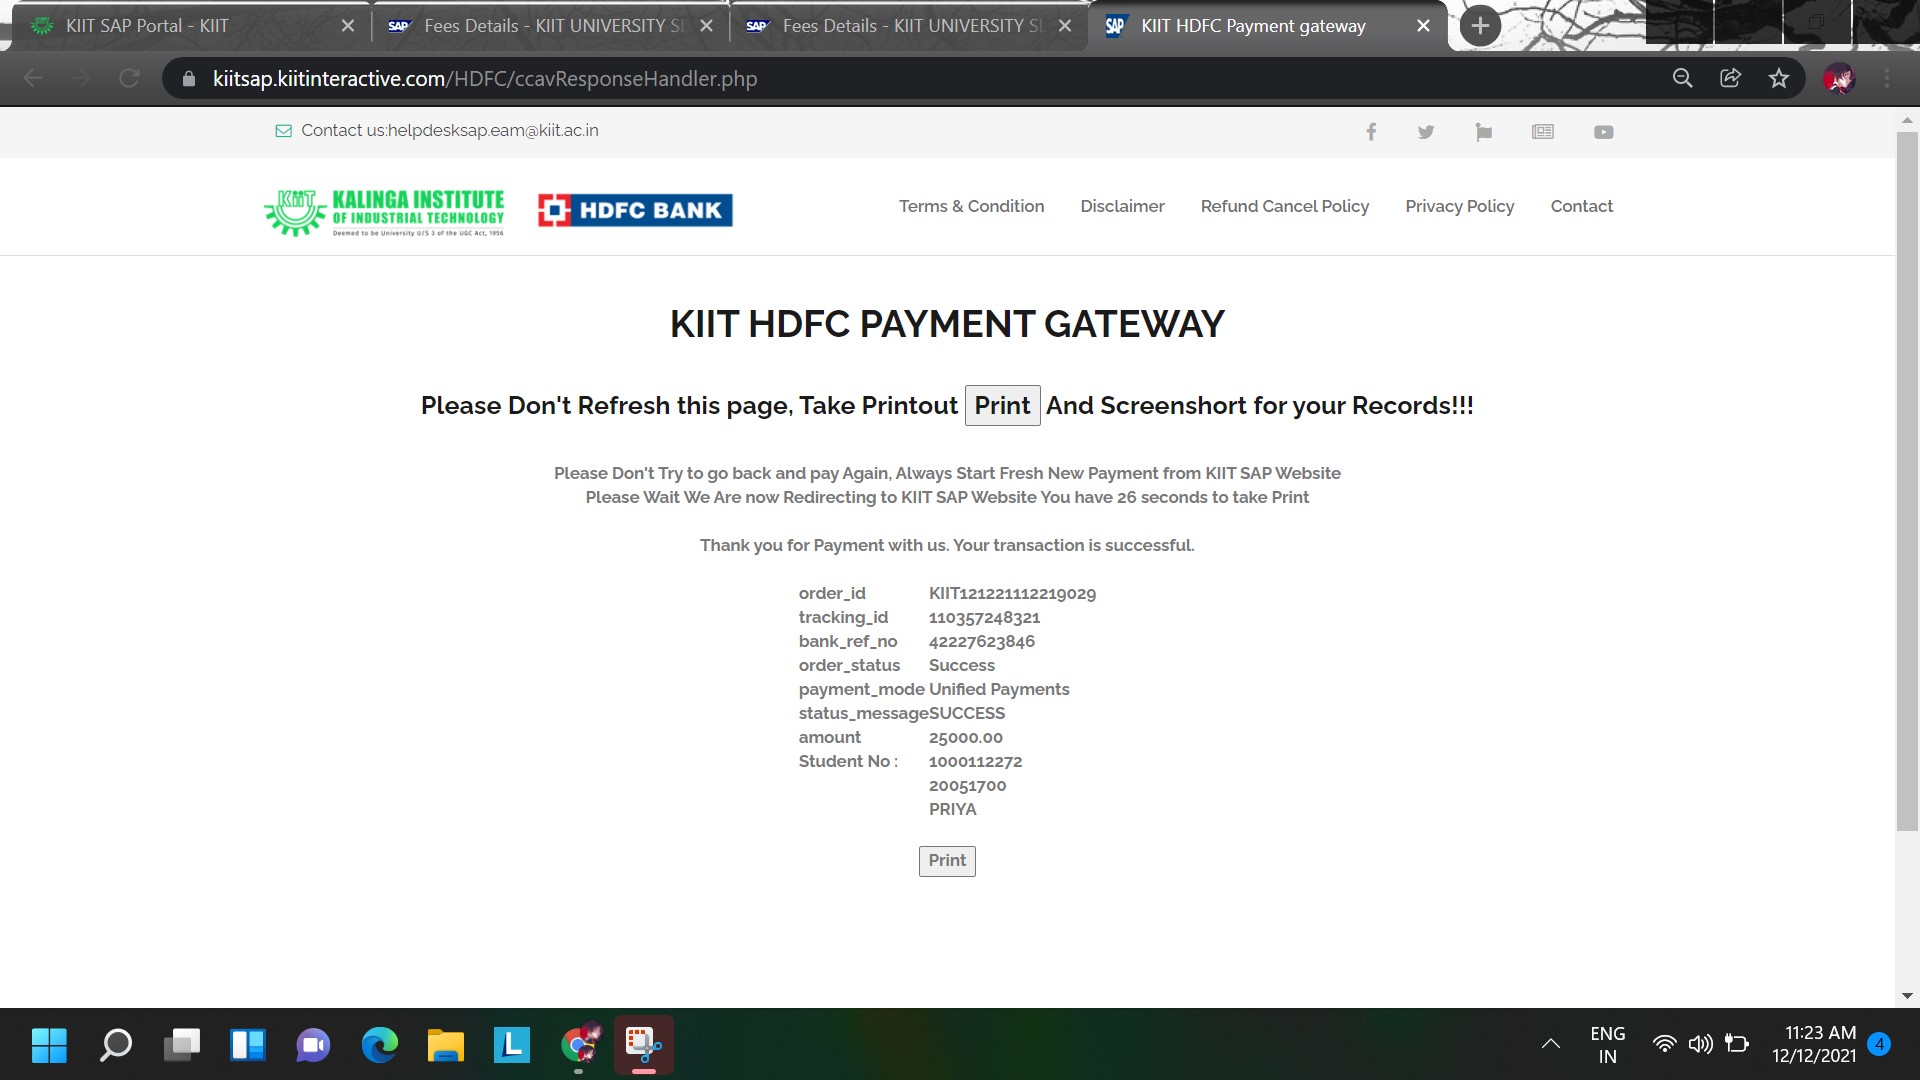 KIIT SAP Portal - KIIT
Fees Details - KIIT UNIVERSITY
Fees Details - KIIT UNIVERSITY
KIIT HDFC Payment gateway
kiitsap.kiitinteractive.com/HDFC/ccavResponseHandler.php
Contact us:helpdesksap.eam@kiit.ac.in
KiiT KALINGA INSTITUTE
OF INDUSTRIAL TECHNOLOGY
Deemed to be University U/S 3 of the UGC Act, 1956
HDFC BANK
Terms & Condition Disclaimer Refund Cancel Policy Privacy Policy Contact
KIIT HDFC PAYMENT GATEWAY
Please Don't Refresh this page, Take Printout Print And Screenshort for your Records!!!
Please Don't Try to go back and pay Again, Always Start Fresh New Payment from KIIT SAP Website
Please Wait We Are now Redirecting to KIIT SAP Website You have 26 seconds to take Print
Thank you for Payment with us. Your transaction is successful.
order_id KIIT121221112219029
tracking_id 110357248321
bank_ref_no 42227623846
order_status Success
payment_mode Unified Payments
status_message SUCCESS
amount 25000.00
Student No : 1000112272
20051700
PRIYA
Print
ENG
IN
11:23 AM
12/12/2021
4